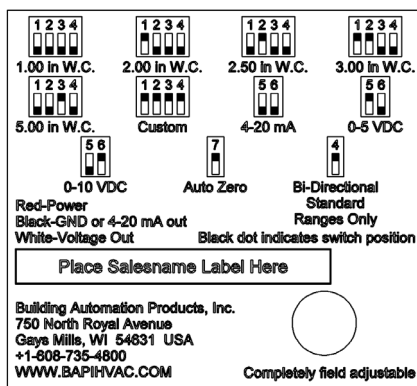 1 2 3 4 1 2 3 4 1 2 3 4 1 2 3 4
1.00 in W.C. 2.00 in W.C. 2.50 in W.C. 3.00 in W.C.
1 2 3 4 1 2 3 4 5 6 5 6
5.00 in W.C. Custom 4-20 mA 0-5 VDC
5 6 7 4
0-10 VDC Auto Zero Bi-Directional
Standard
Ranges Only
Red-Power
Black-GND or 4-20 mA out
White-Voltage Out Black dot indicates switch position
Place Salesname Label Here
Building Automation Products, Inc.
750 North Royal Avenue
Gays Mills, WI 54631 USA
+1-608-735-4800
WWW.BAPIHVAC.COM Completely field adjustable